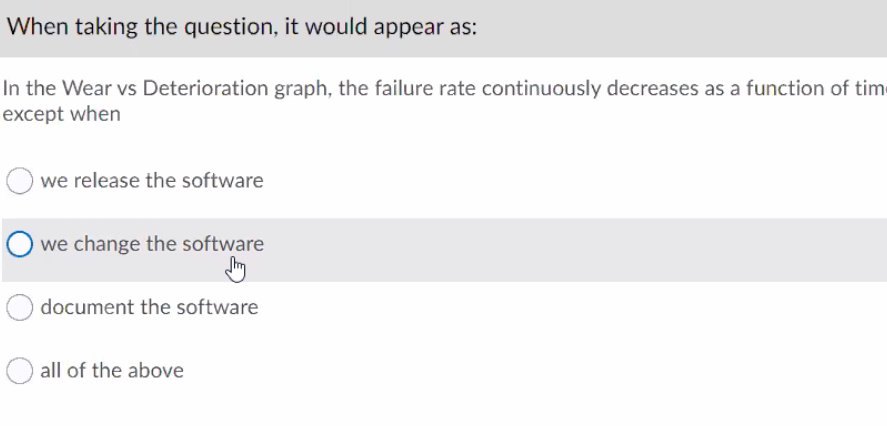 When taking the question, it would appear as:
In the Wear vs Deterioration graph, the failure rate continuously decreases as a function of
except when
we release the software
we change the software
document the software
all of the above